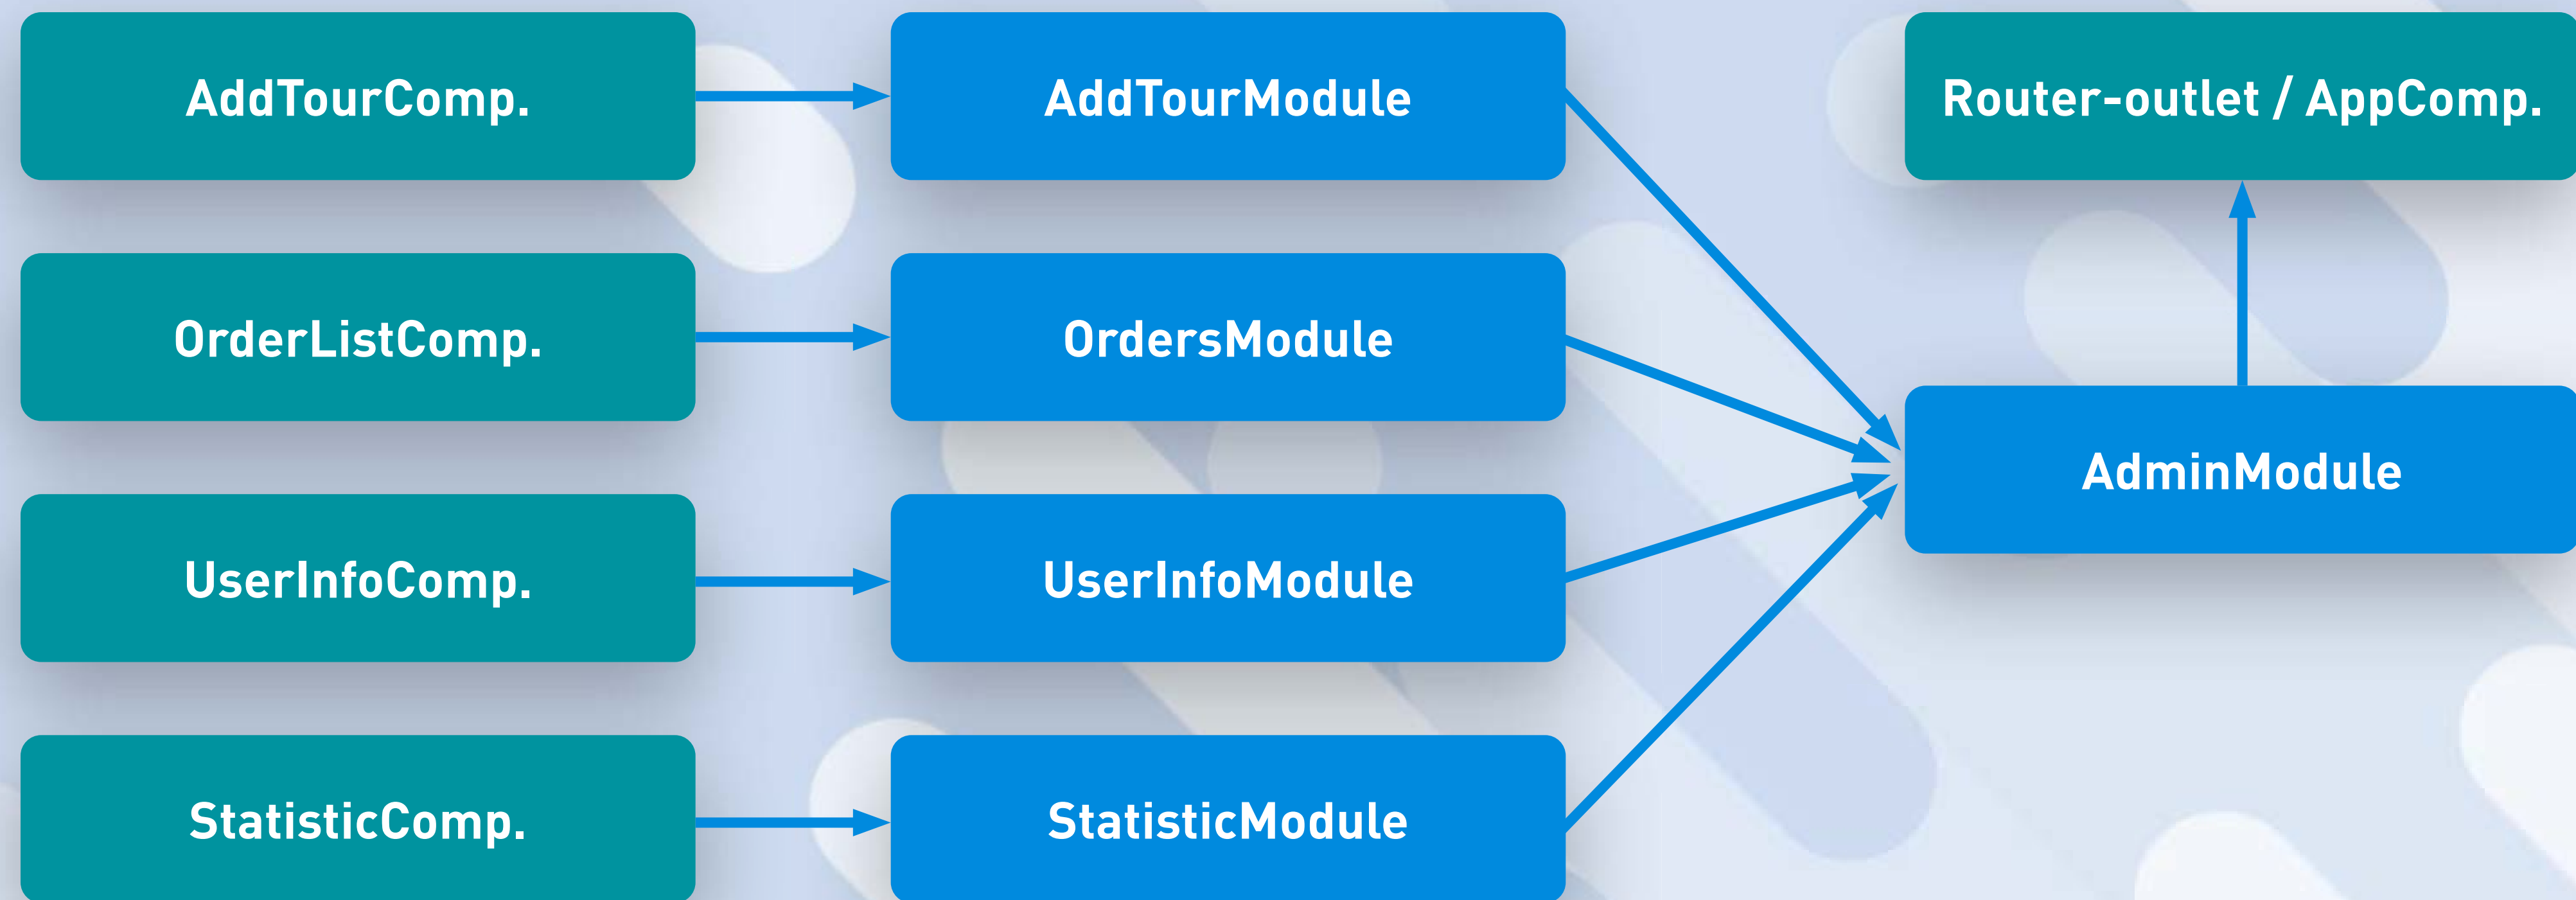 AddTourComp.
AddTourModule
Router-outlet / AppComp.
OrderListComp.
OrdersModule
AdminModule
UserInfoComp.
UserInfoModule
StatisticComp.
StatisticModule